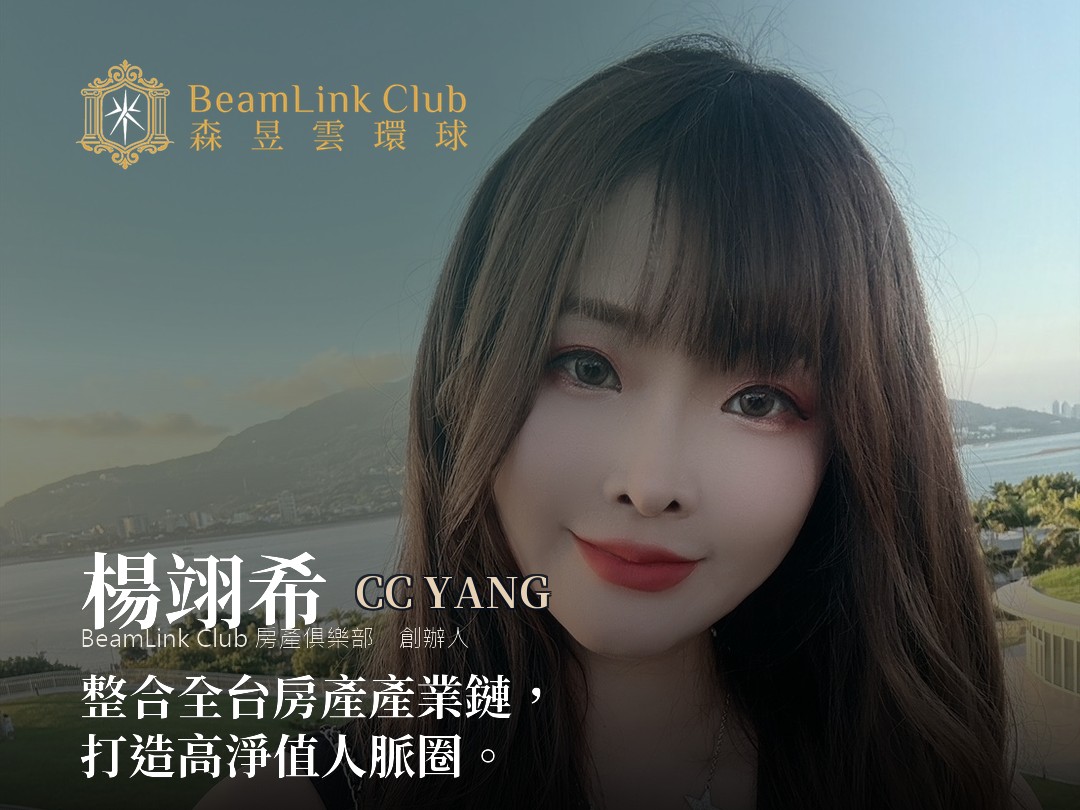 BeamLink Club
森昱雲環球
楊翊希 CC YANG
BeamLink Club 房產俱樂部 創辦人
整合全台房產產業鏈，
打造高淨值人脈圈。